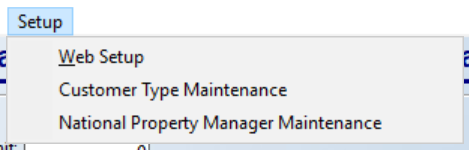 Setup
Web Setup
Customer Type Maintenance
National Property Manager Maintenance